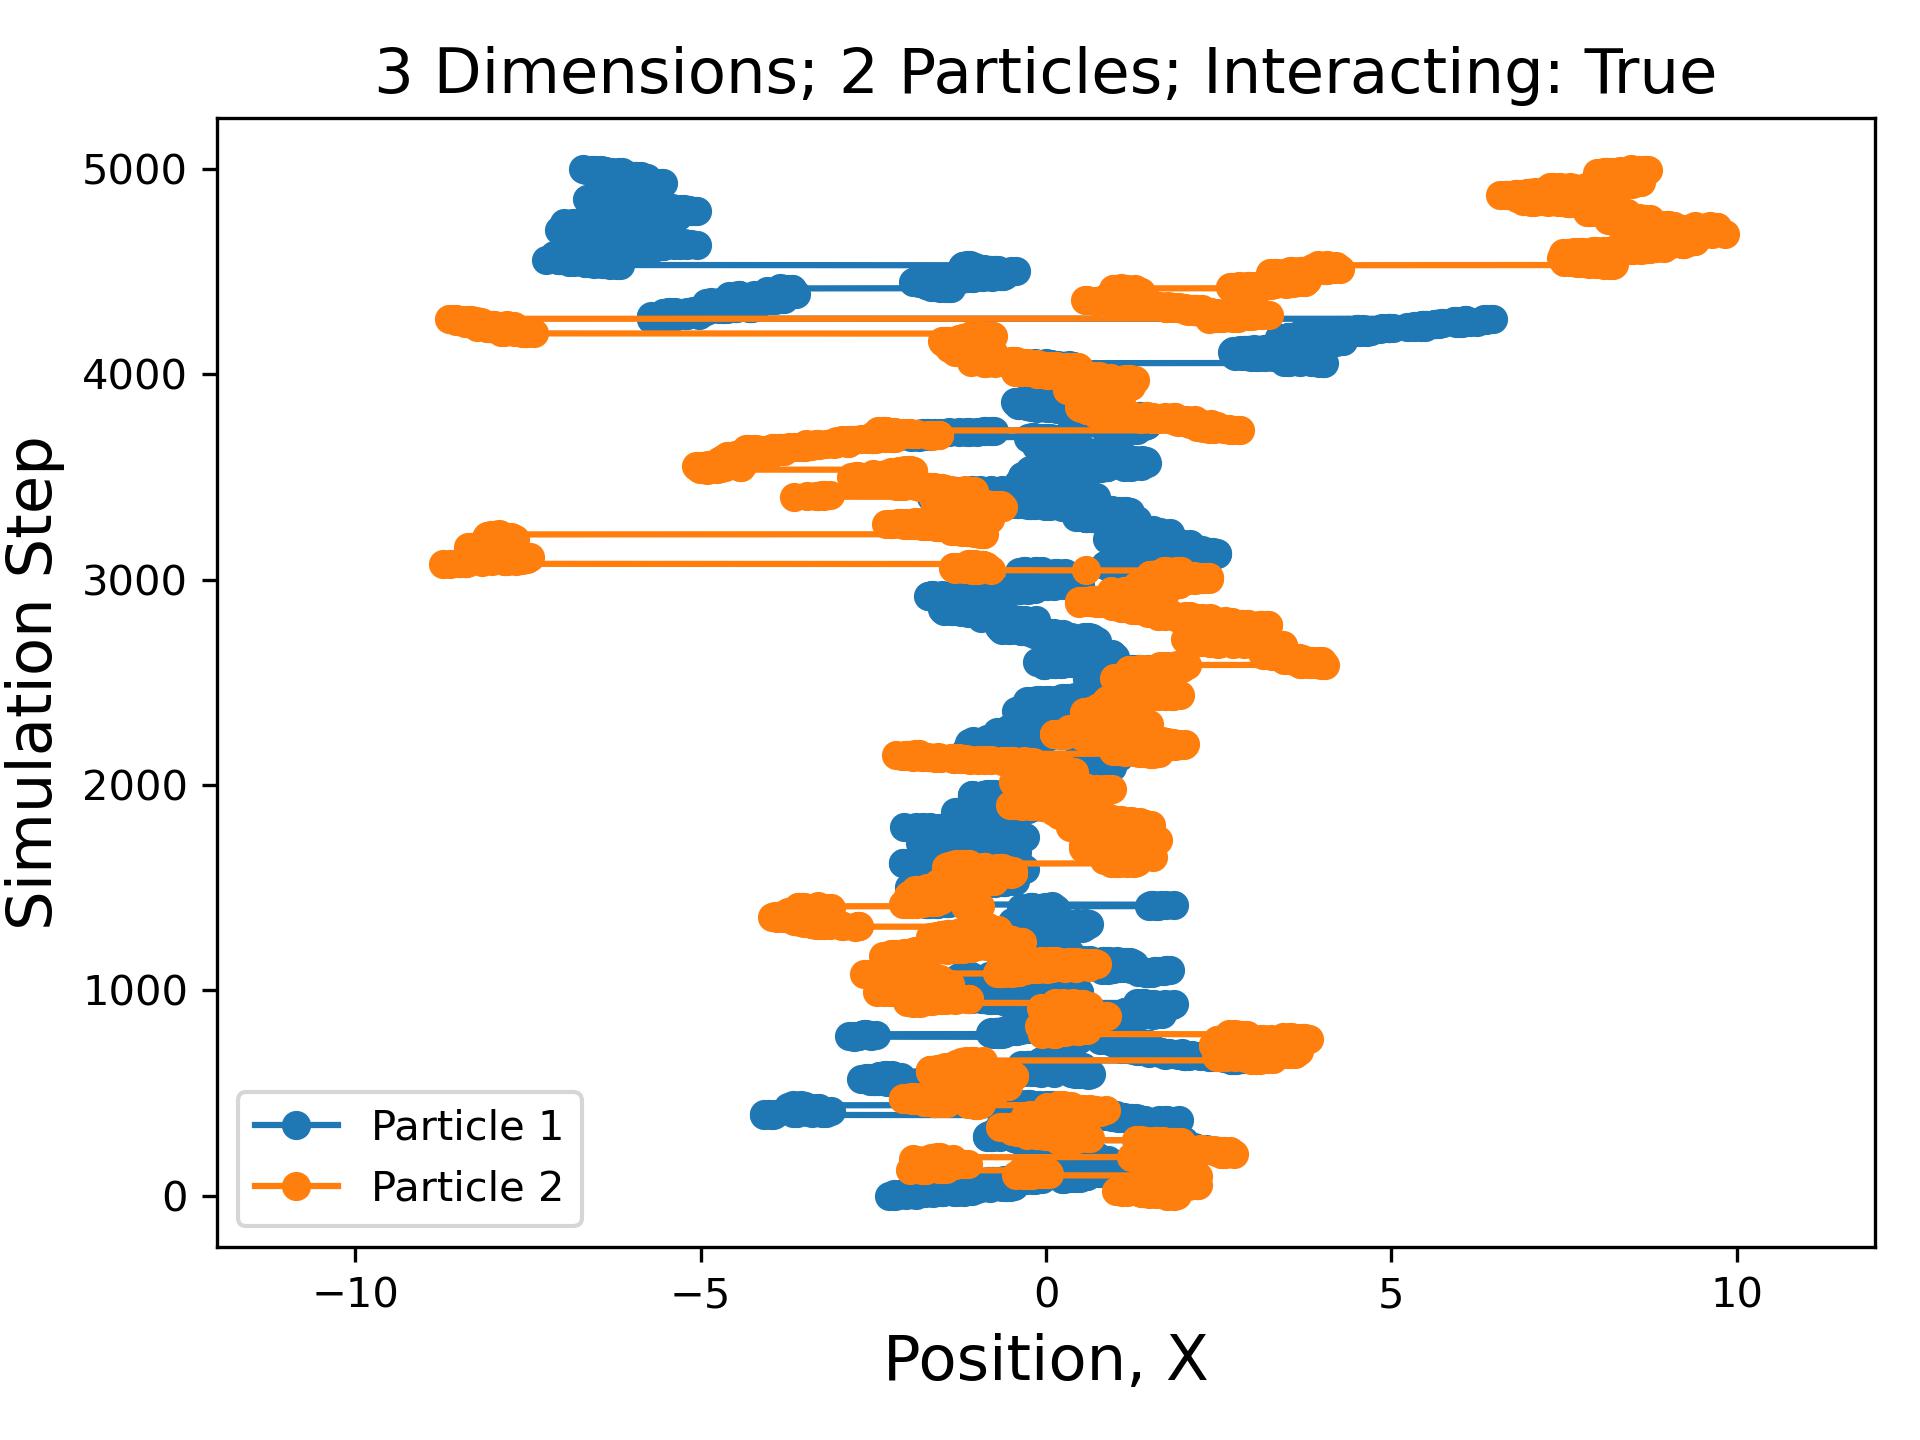 3 Dimensions; 2 Particles; Interacting: True
Simulation Step
5000
4000
3000
2000
1000
0
Particle 1
Particle 2
−10
−5
0
5
10
Position, X